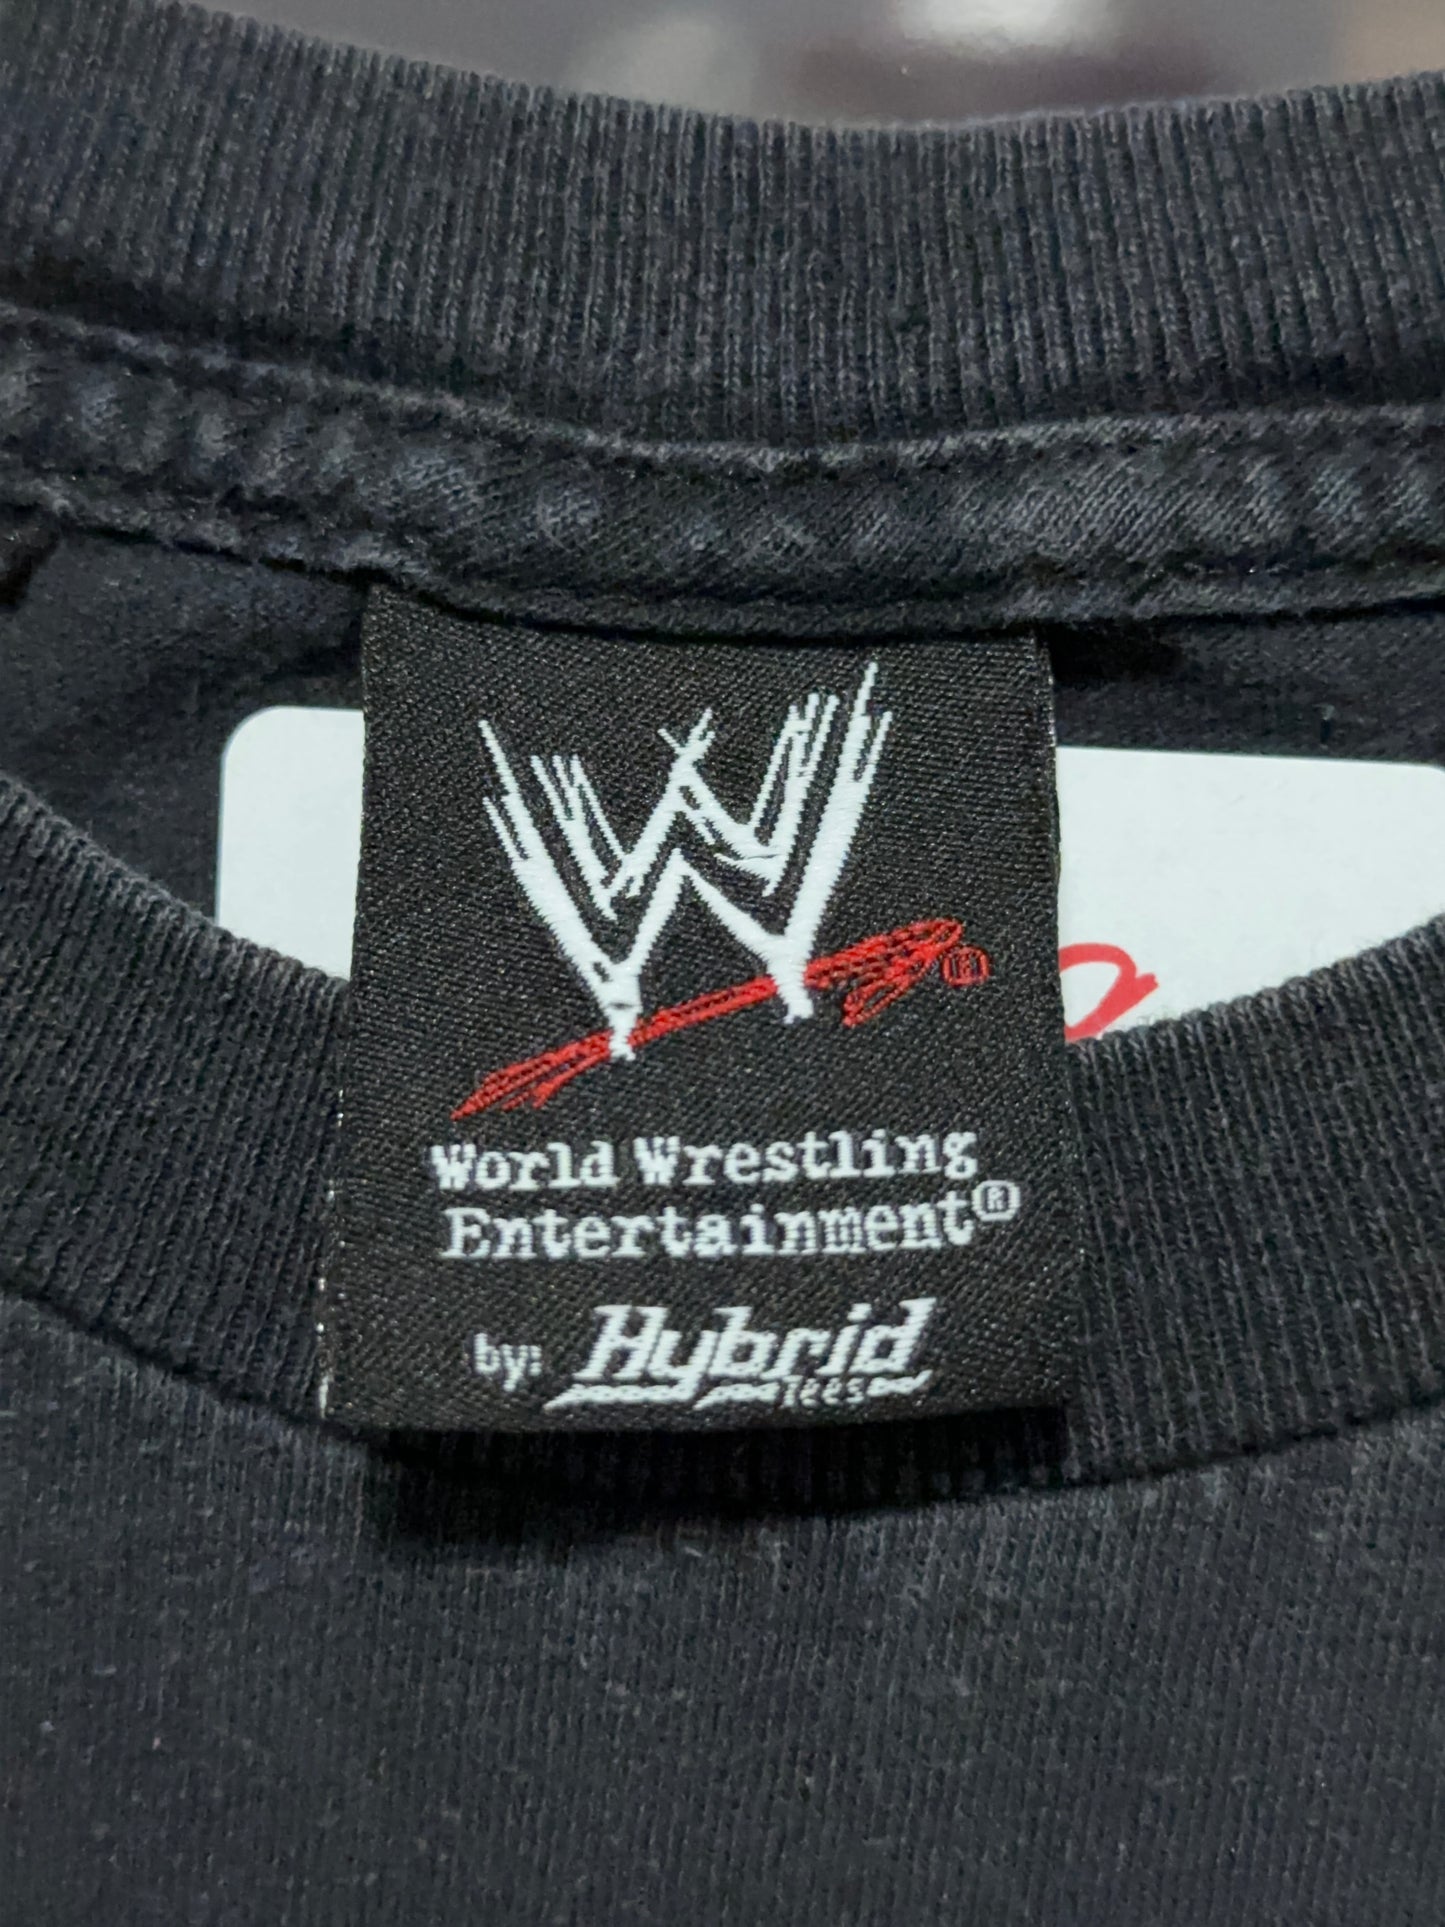 W®
World Wrestling
Entertainment®
by: Hybrid
TEES